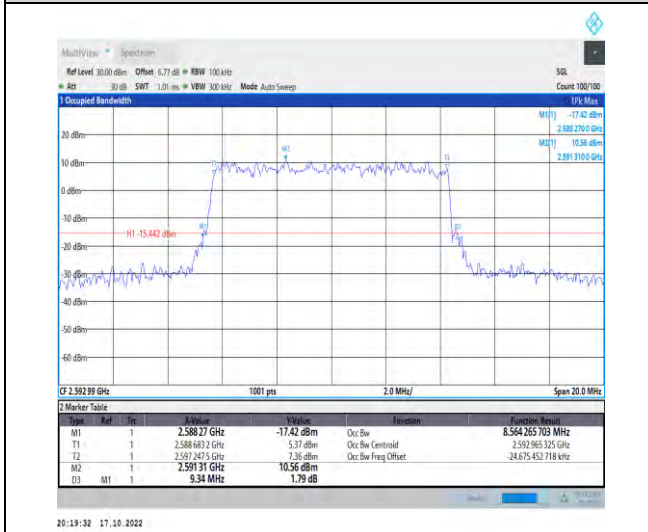 MultiView Spectrum
Ref Level 30.00 dBm Offset 6.77 dB RBW 100 kHz SGL
Att 30 dB SWT 1.01 ms VBW 300 kHz Mode Auto Sweep Count 100/100
1 Occupied Bandwidth 1Pk Max
M1[1] -17.42 dBm
2.588 270 0 GHz
M2[1] 10.56 dBm
2.591 310 0 GHz
20 dBm
M2
10 dBm
T1 T2
0 dBm
-10 dBm
M1 D3
H1 -15.442 dBm
-20 dBm
-30 dBm
-40 dBm
-50 dBm
-60 dBm
CF 2.592 99 GHz 1001 pts 2.0 MHz/ Span 20.0 MHz
2 Marker Table
Type Ref Trc X-Value Y-Value Function Function Result
M1 1 2.588 27 GHz -17.42 dBm Occ Bw 8.564 265 703 MHz
T1 1 2.588 683 2 GHz 5.37 dBm Occ Bw Centroid 2.592 965 325 GHz
T2 1 2.597 247 5 GHz 7.36 dBm Occ Bw Freq Offset -24.675 452 718 kHz
M2 1 2.591 31 GHz 10.56 dBm
D3 M1 1 9.34 MHz 1.79 dB
20:19:32 17.10.2022